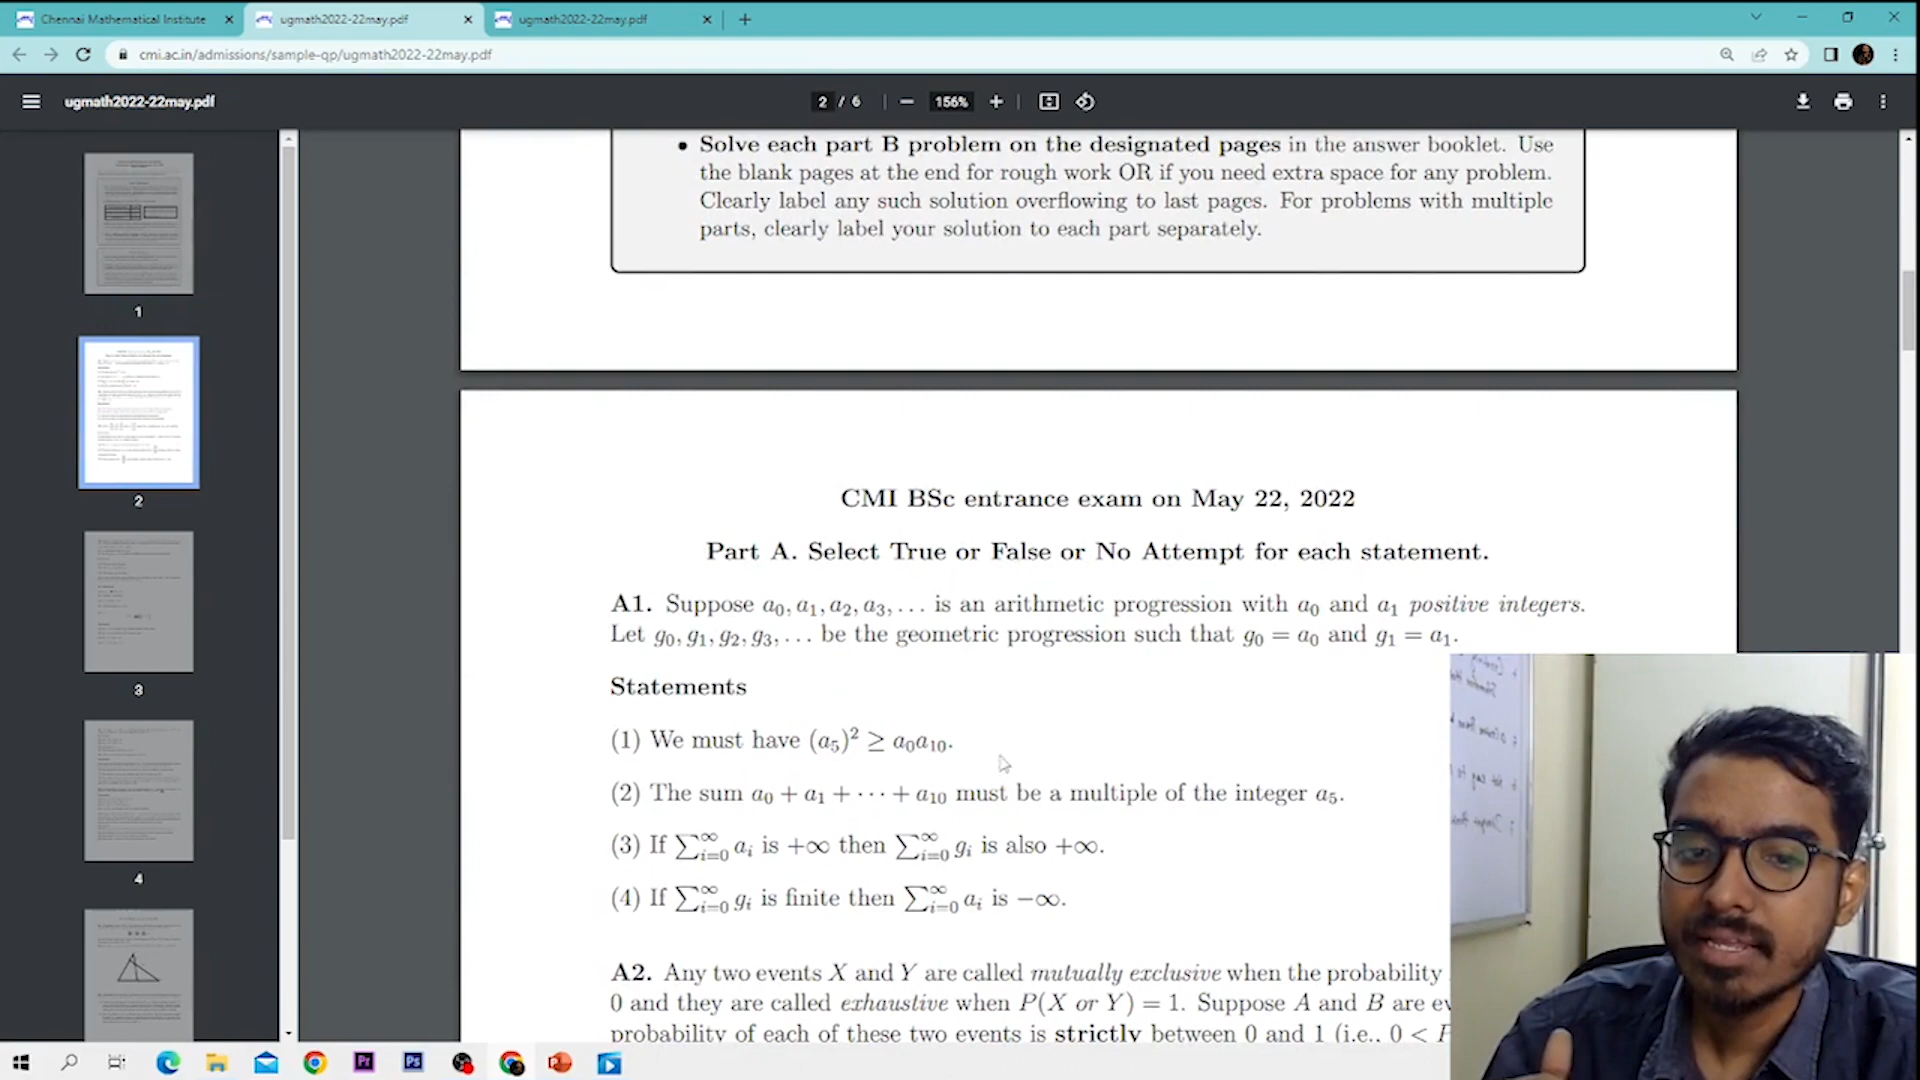 Chennai Mathematical Institute
ugmath2022-22may.pdf
ugmath2022-22may.pdf
cmi.ac.in/admissions/sample-qp/ugmath2022-22may.pdf
ugmath2022-22may.pdf
2 / 6
156%
1
2
3
4
• Solve each part B problem on the designated pages in the answer booklet. Use
the blank pages at the end for rough work OR if you need extra space for any problem.
Clearly label any such solution overflowing to last pages. For problems with multiple
parts, clearly label your solution to each part separately.
CMI BSc entrance exam on May 22, 2022
Part A. Select True or False or No Attempt for each statement.
A1. Suppose a₀, a₁, a₂, a₃, . . . is an arithmetic progression with a₀ and a₁ positive integers.
Let g₀, g₁, g₂, g₃, . . . be the geometric progression such that g₀ = a₀ and g₁ = a₁.
Statements
(1) We must have (a₅)² ≥ a₀a₁₀.
(2) The sum a₀ + a₁ + · · · + a₁₀ must be a multiple of the integer a₅.
(3) If ∑_{i=0}^{∞} aᵢ is +∞ then ∑_{i=0}^{∞} gᵢ is also +∞.
(4) If ∑_{i=0}^{∞} gᵢ is finite then ∑_{i=0}^{∞} aᵢ is −∞.
A2. Any two events X and Y are called mutually exclusive when the probability
0 and they are called exhaustive when P(X or Y) = 1. Suppose A and B are ev
probability of each of these two events is strictly between 0 and 1 (i.e., 0 < P
Pr
Ps